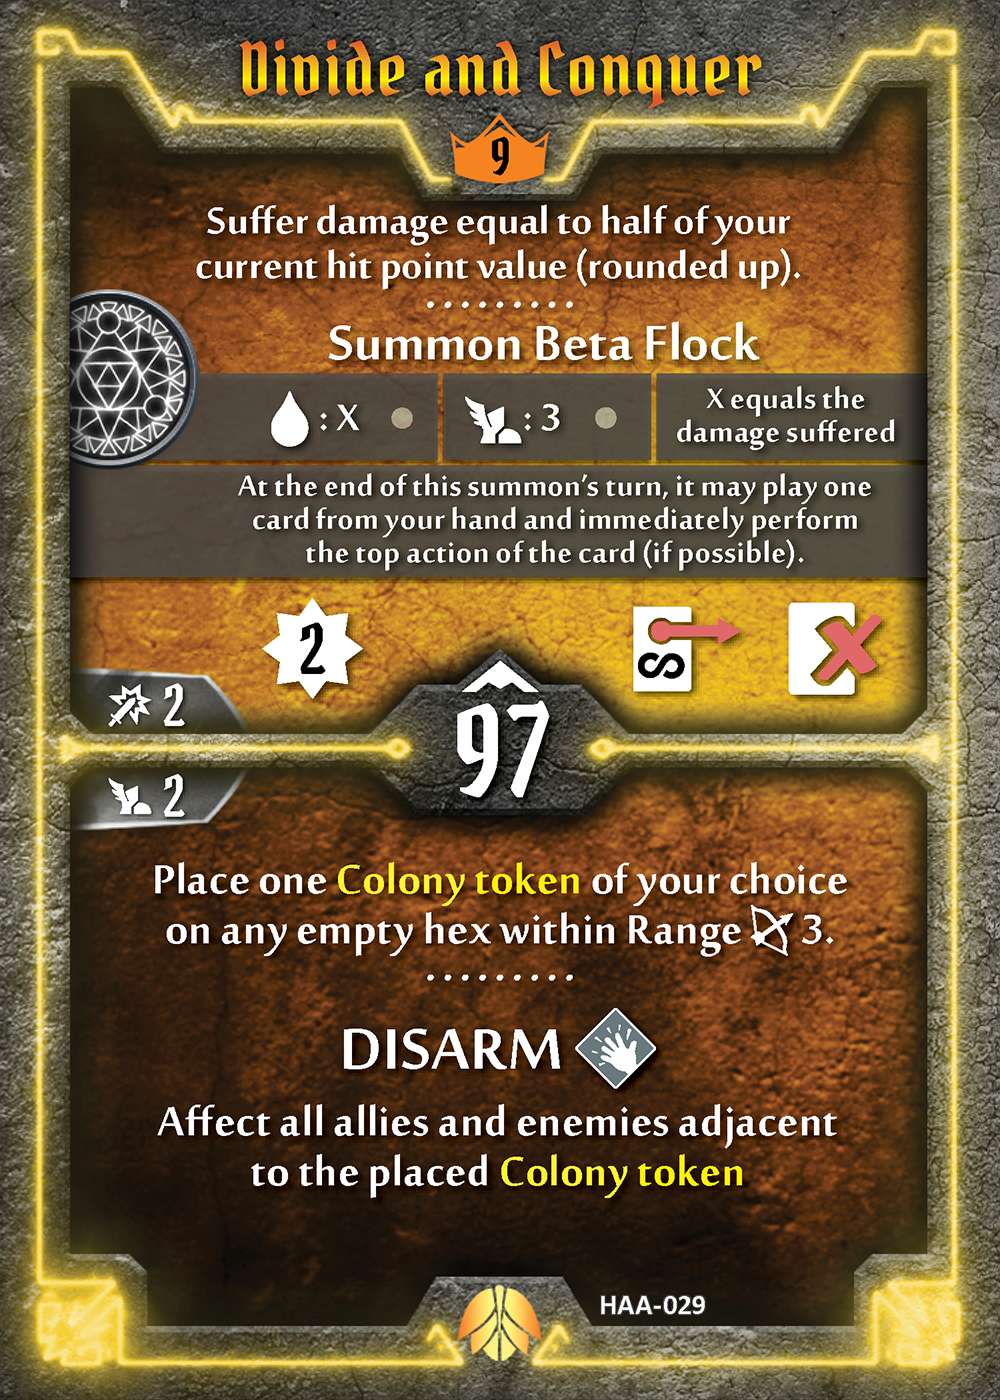 Divide and Conquer
9
Suffer damage equal to half of your
current hit point value (rounded up).
Summon Beta Flock
: X
: 3
X equals the
damage suffered
At the end of this summon's turn, it may play one
card from your hand and immediately perform
the top action of the card (if possible).
2
2
97
2
Place one Colony token of your choice
on any empty hex within Range 3.
DISARM
Affect all allies and enemies adjacent
to the placed Colony token
HAA-029